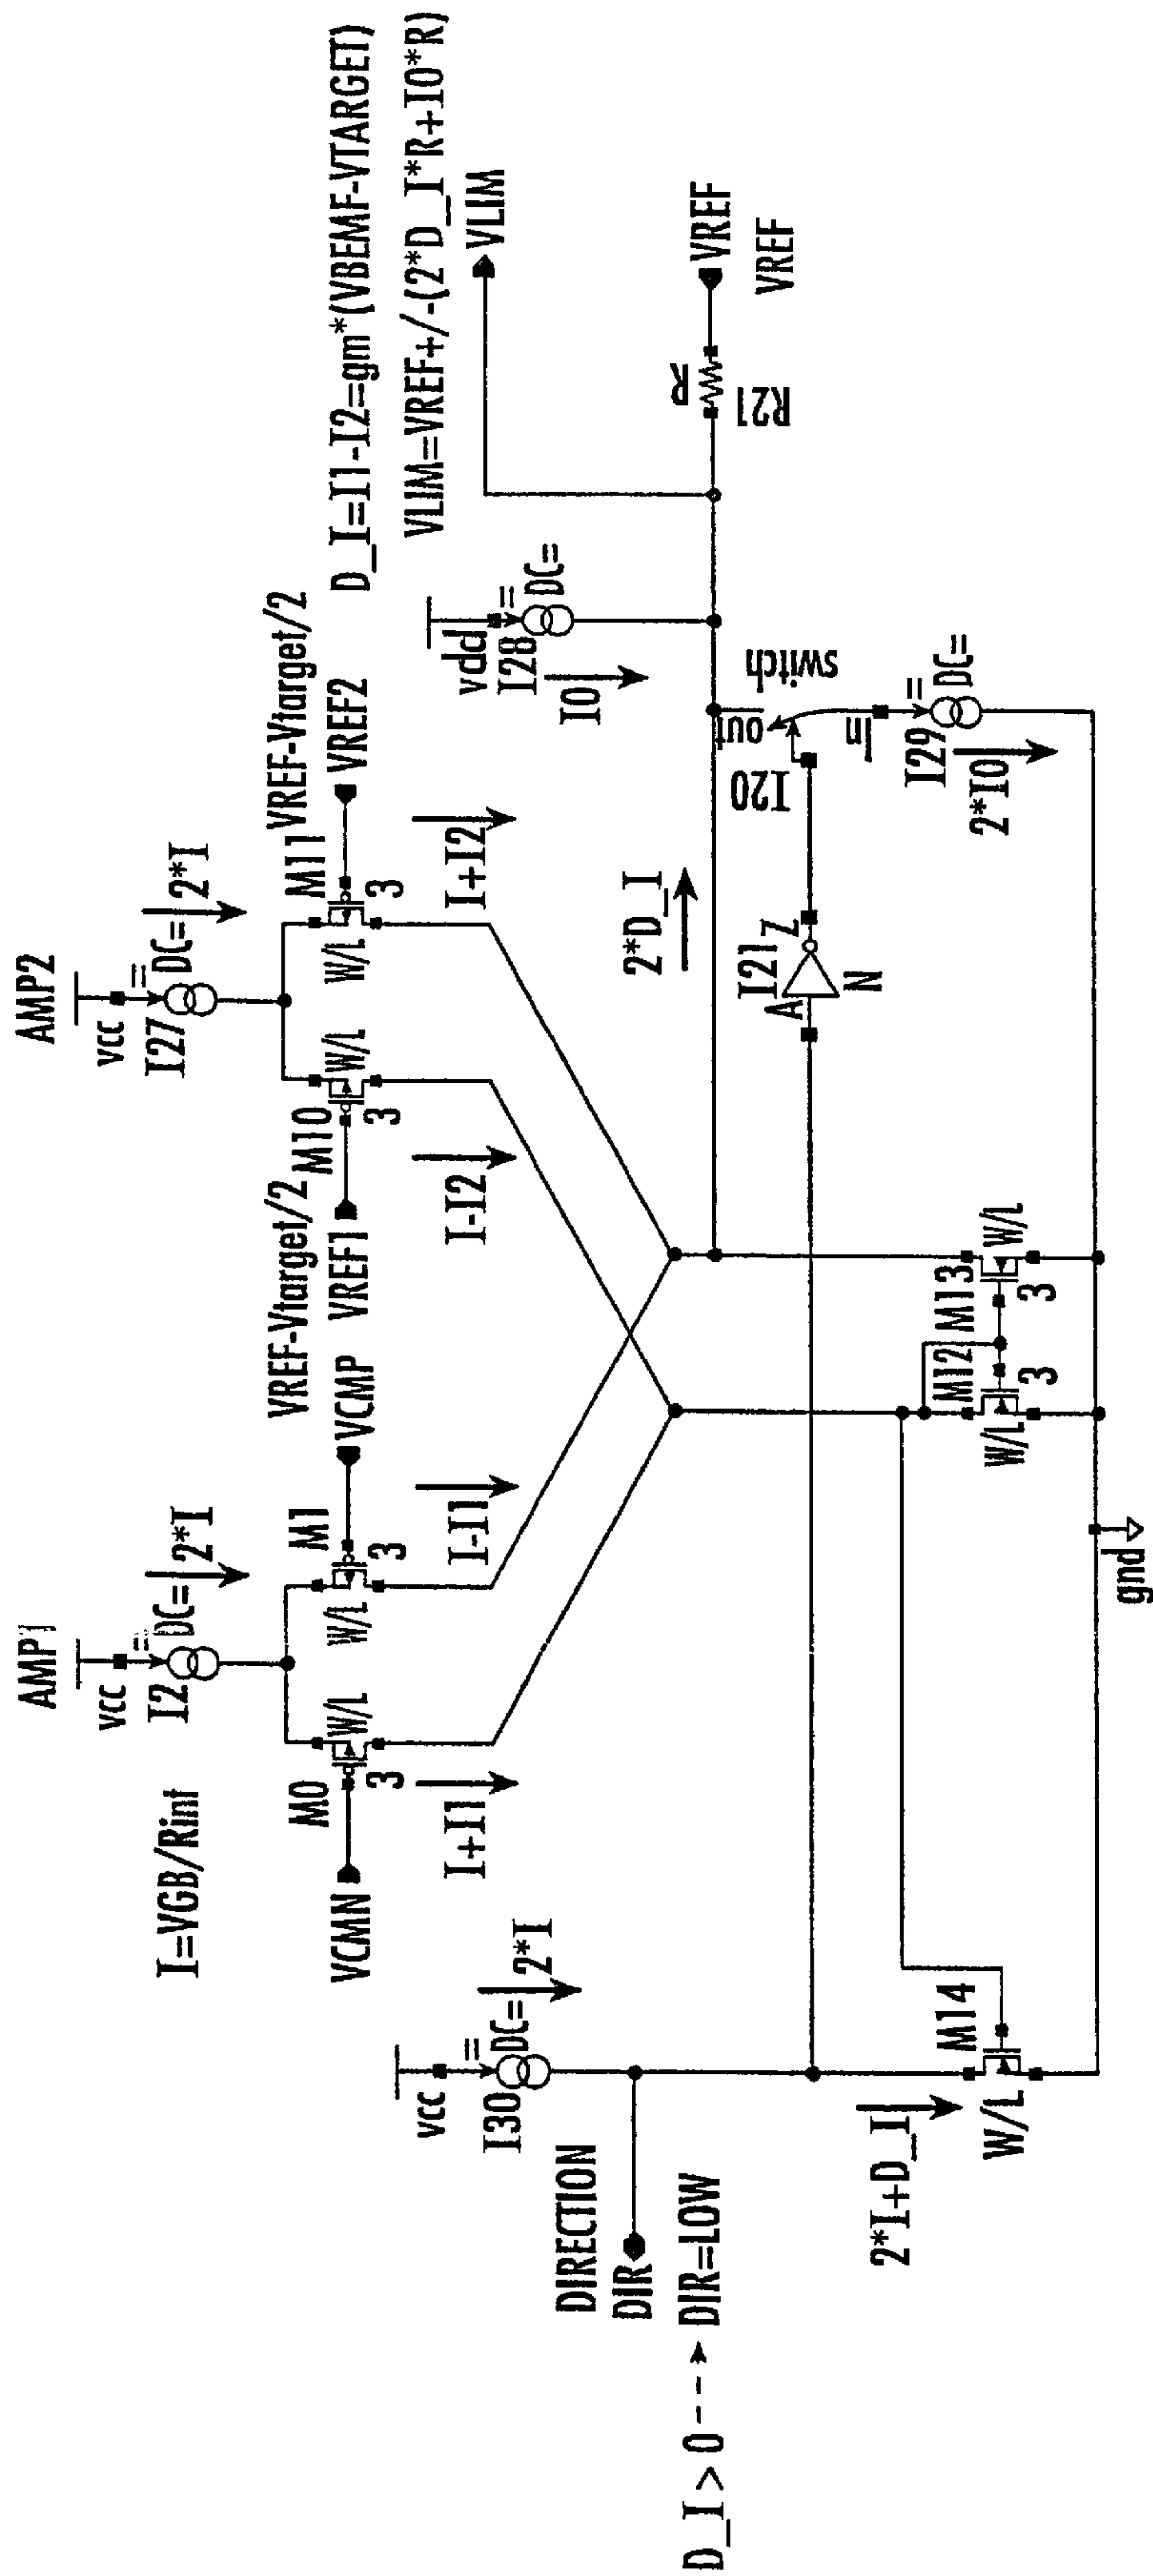 AMP1
vcc
I2
DC=
=
2*I
I=VGB/Rint
M0
W/L
3
VCMN
I+I1
M1
W/L
3
VCMP
I-I1
AMP2
vcc
I27
DC=
=
2*I
VREF-Vtarget/2
VREF1
M10
W/L
3
I-I2
VREF-Vtarget/2
VREF2
M11
W/L
3
I+I2
D_I=I1-I2=gm*(VBEMF-VTARGET)
VLIM=VREF+/-(2*D_I*R+I0*R)
VLIM
vcc
I30
DC=
=
2*I
DIRECTION
DIR
D_I > 0 DIR=LOW
2*I+D_I
M14
W/L
M12
W/L
3
M13
W/L
3
gnd
2*D_I
I21
A
Z
N
I20
out
in
switch
I29
DC=
=
2*I0
vdd
I28
DC=
=
I0
R
R21
VREF
VREF